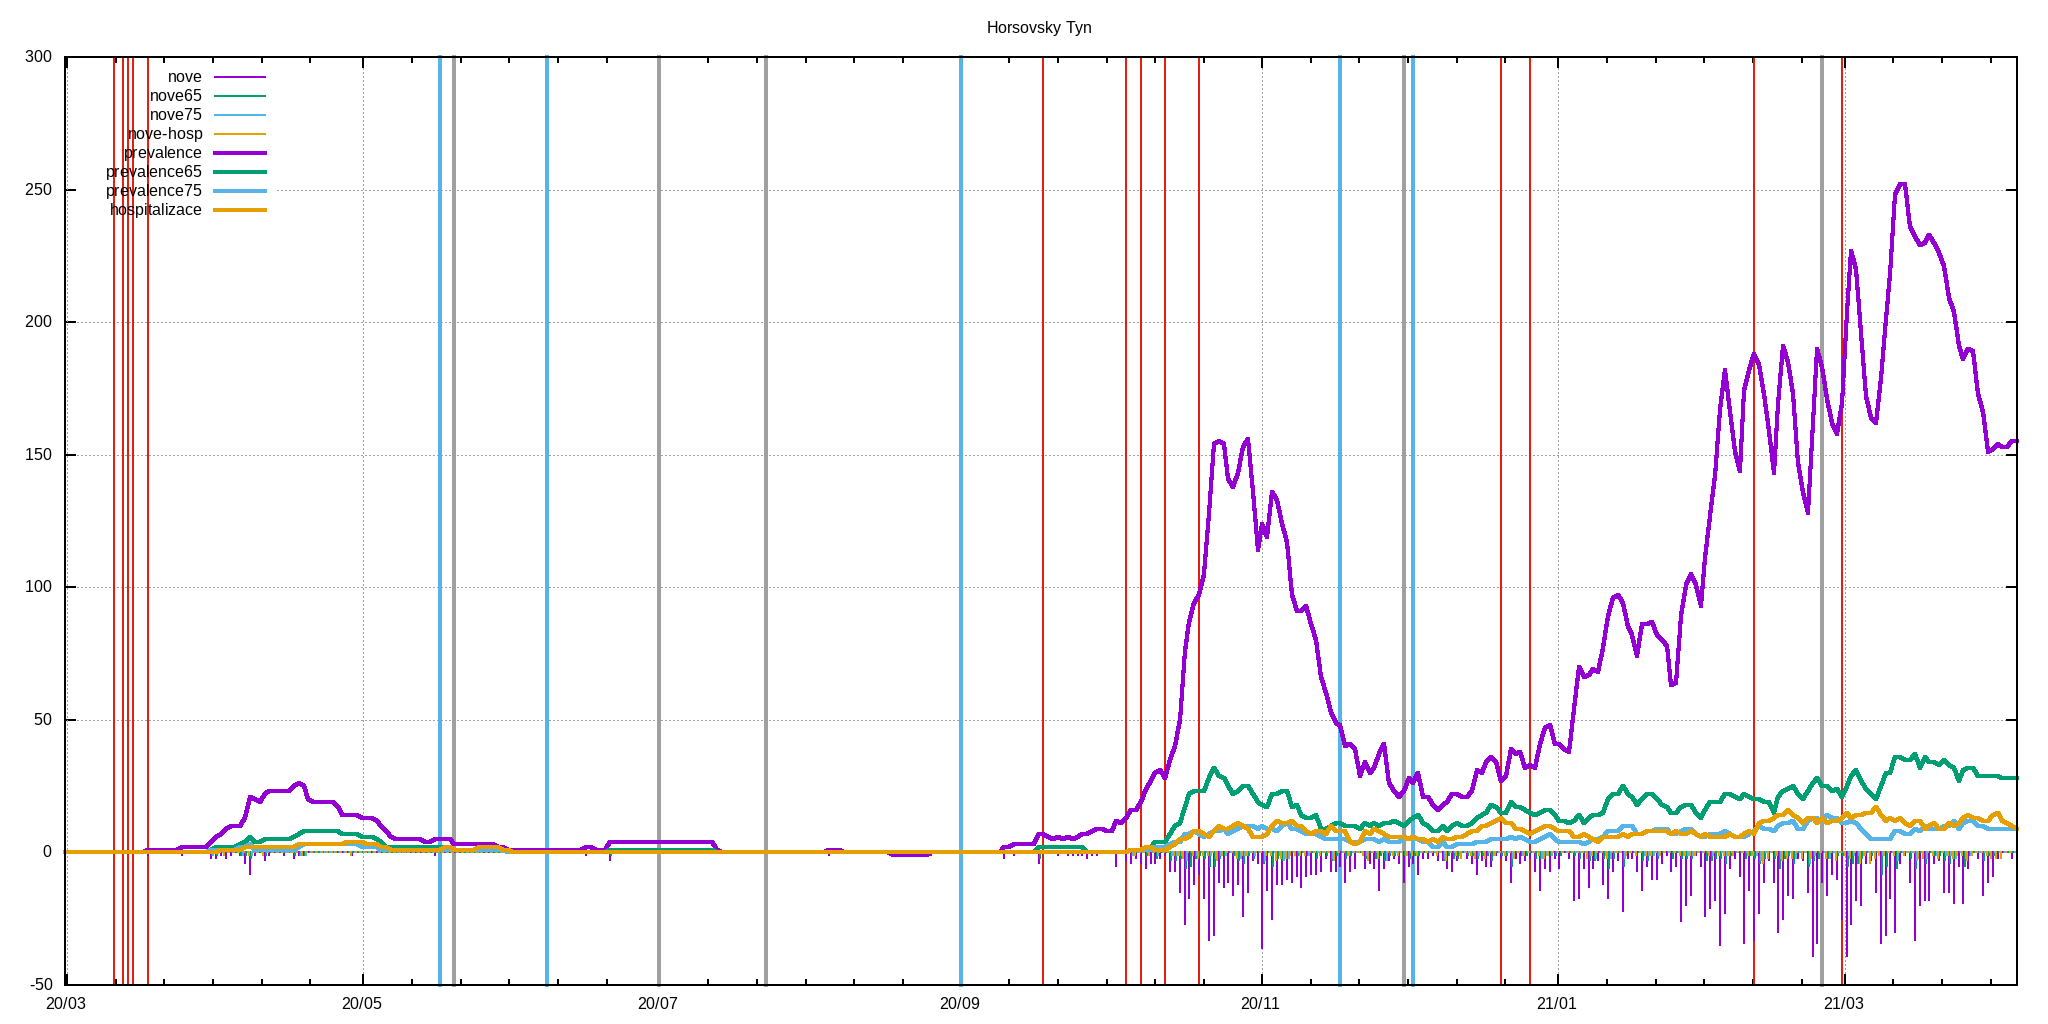 Horsovsky Tyn
300
250
200
150
100
50
0
-50
nove
nove65
nove75
nove-hosp
prevalence
prevalence65
prevalence75
hospitalizace
20/03 20/05 20/07 20/09 20/11 21/01 21/03